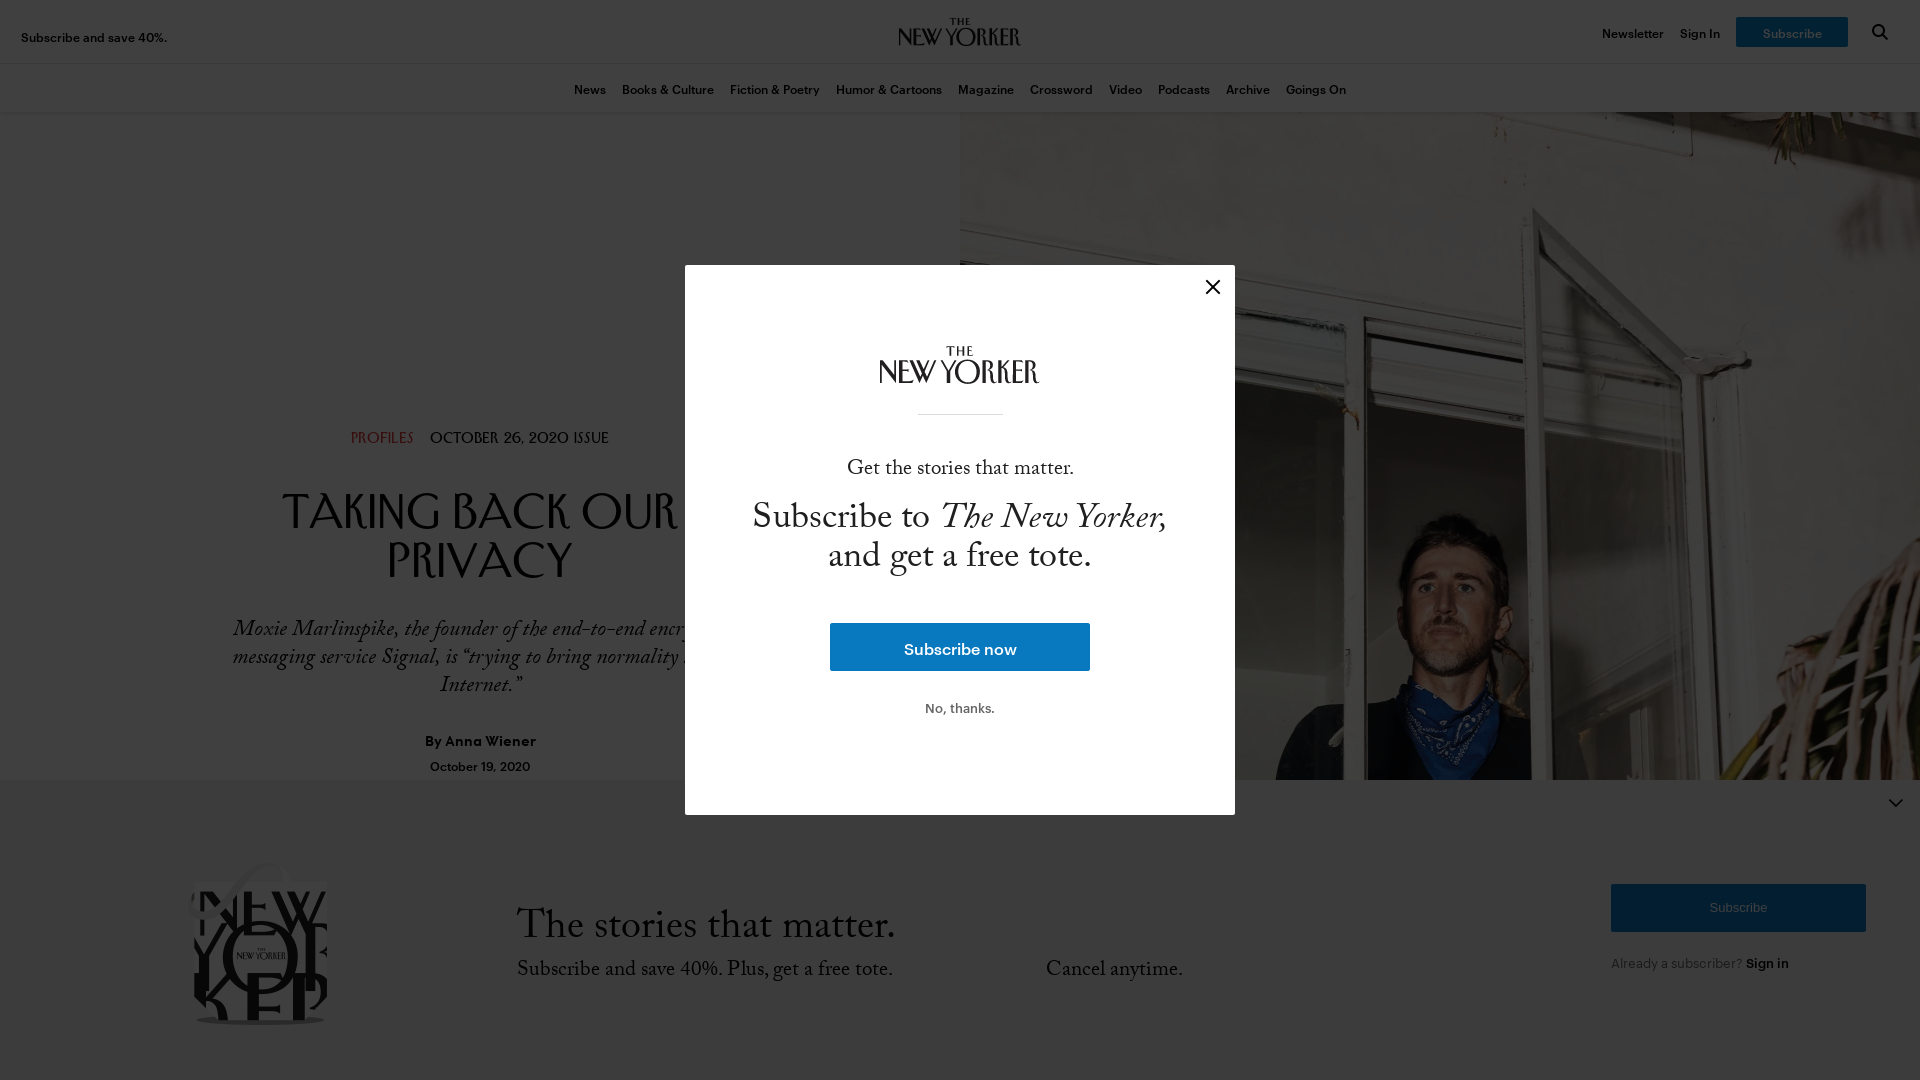 Subscribe and save 40%.
THE
NEW YORKER
Newsletter
Sign In
Subscribe
News
Books & Culture
Fiction & Poetry
Humor & Cartoons
Magazine
Crossword
Video
Podcasts
Archive
Goings On
PROFILES
OCTOBER 26, 2020 ISSUE
TAKING BACK OUR
PRIVACY
Moxie Marlinspike, the founder of the end-to-end
messaging service Signal, is “trying to bring normality
Internet.”
By Anna Wiener
October 19, 2020
THE
NEW YORKER
Get the stories that matter.
Subscribe to The New Yorker,
and get a free tote.
Subscribe now
No, thanks.
THE
NEW YORKER
The stories that matter.
Subscribe and save 40%. Plus, get a free tote.
Cancel anytime.
Subscribe
Already a subscriber? Sign in